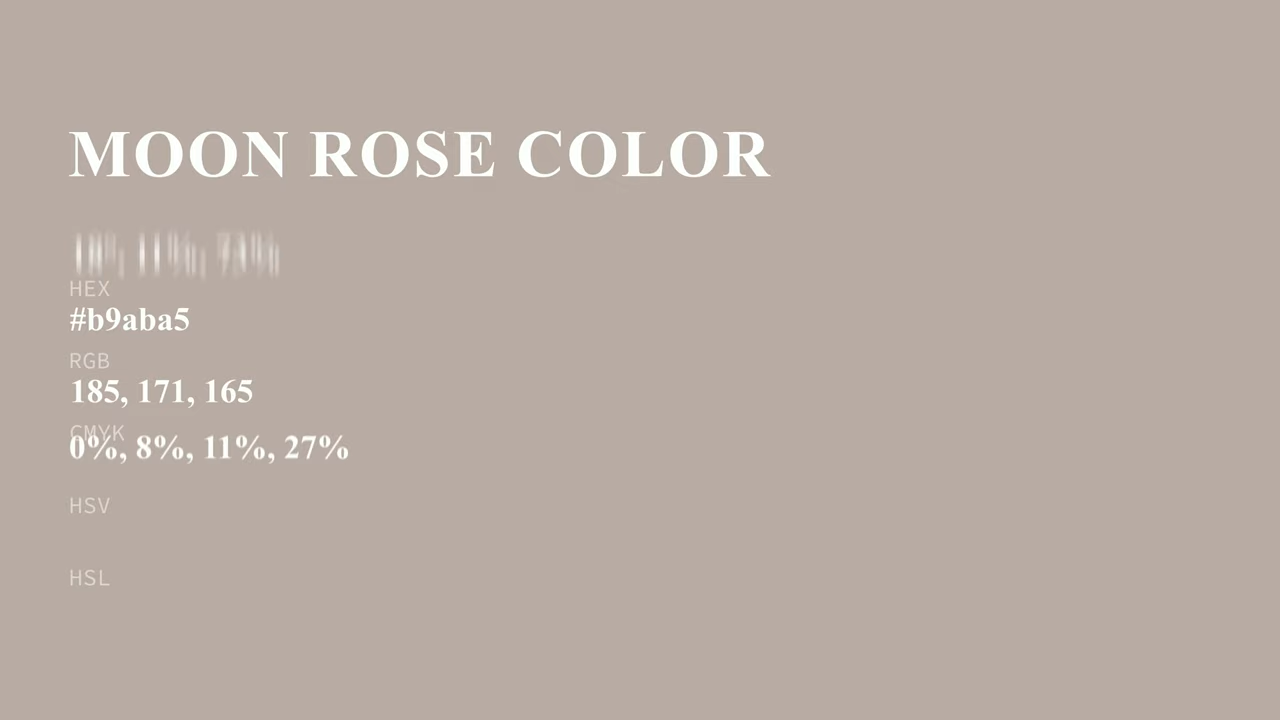 MOON ROSE COLOR
HEX
#b9aba5
RGB
185, 171, 165
CMYK
0%, 8%, 11%, 27%
HSV
HSL